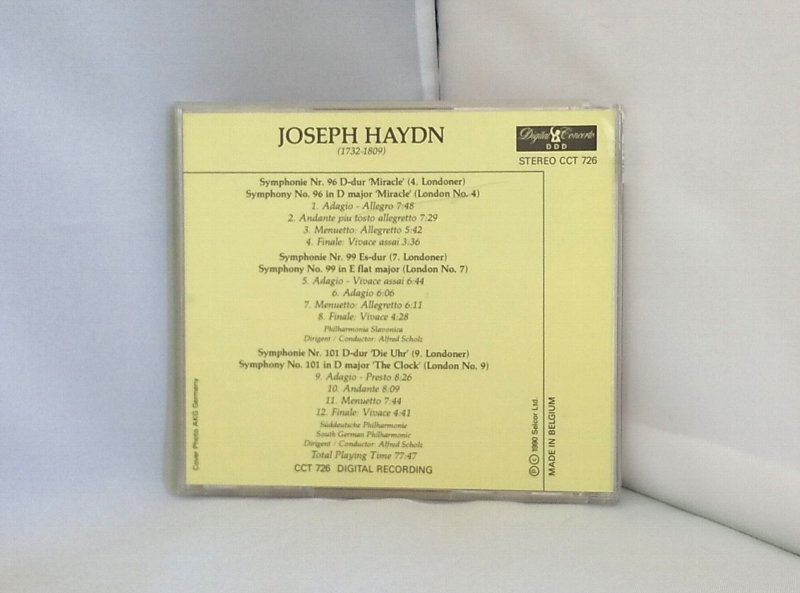 JOSEPH HAYDN
(1732-1809)
Digital Concerto
DDD
STEREO CCT 726
Symphonie Nr. 96 D-dur 'Miracle' (4. Londoner)
Symphony No. 96 in D major 'Miracle' (London No. 4)
1. Adagio - Allegro 7:48
2. Andante piu tosto allegretto 7:29
3. Menuetto: Allegretto 5:42
4. Finale: Vivace assai 3:36
Symphonie Nr. 99 Es-dur (7. Londoner)
Symphony No. 99 in E flat major (London No. 7)
5. Adagio - Vivace assai 6:44
6. Adagio 6:06
7. Menuetto: Allegretto 6:11
8. Finale: Vivace 4:28
Philharmonia Slavonica
Dirigent / Conductor: Alfred Scholz
Symphonie Nr. 101 D-dur 'Die Uhr' (9. Londoner)
Symphony No. 101 in D major 'The Clock' (London No. 9)
9. Adagio - Presto 8:26
10. Andante 8:09
11. Menuetto 7:44
12. Finale: Vivace 4:41
Süddeutsche Philharmonie
South German Philharmonic
Dirigent / Conductor: Alfred Scholz
Total Playing Time 77:47
CCT 726 DIGITAL RECORDING
Cover Photo AKG Germany
℗ © 1990 Selcor Ltd.
MADE IN BELGIUM